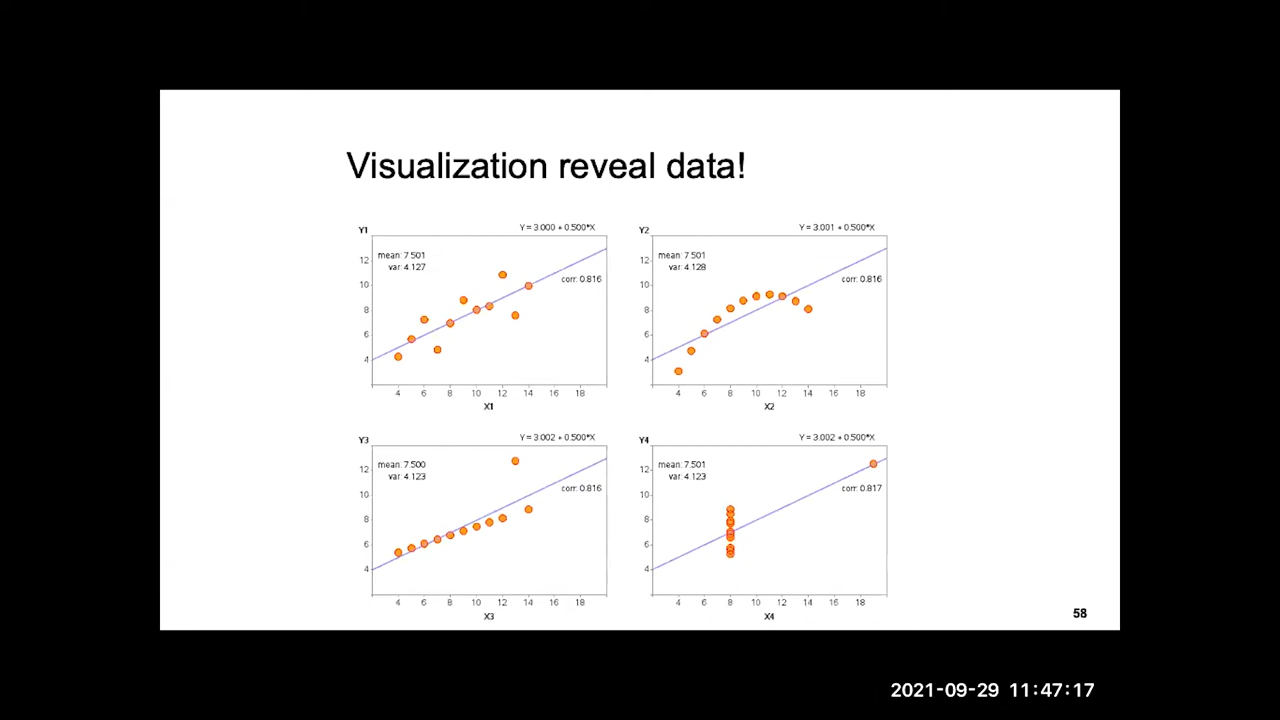 Visualization reveal data!
Y1
Y = 3.000 + 0.500*X
mean: 7.501
var: 4.127
corr: 0.816
12
10
8
6
4
4 6 8 10 12 14 16 18
X1
Y2
Y = 3.001 + 0.500*X
mean: 7.501
var: 4.128
corr: 0.816
12
10
8
6
4
4 6 8 10 12 14 16 18
X2
Y3
Y = 3.002 + 0.500*X
mean: 7.500
var: 4.123
corr: 0.816
12
10
8
6
4
4 6 8 10 12 14 16 18
X3
Y4
Y = 3.002 + 0.500*X
mean: 7.501
var: 4.123
corr: 0.817
12
10
8
6
4
4 6 8 10 12 14 16 18
X4
58
2021-09-29 11:47:17